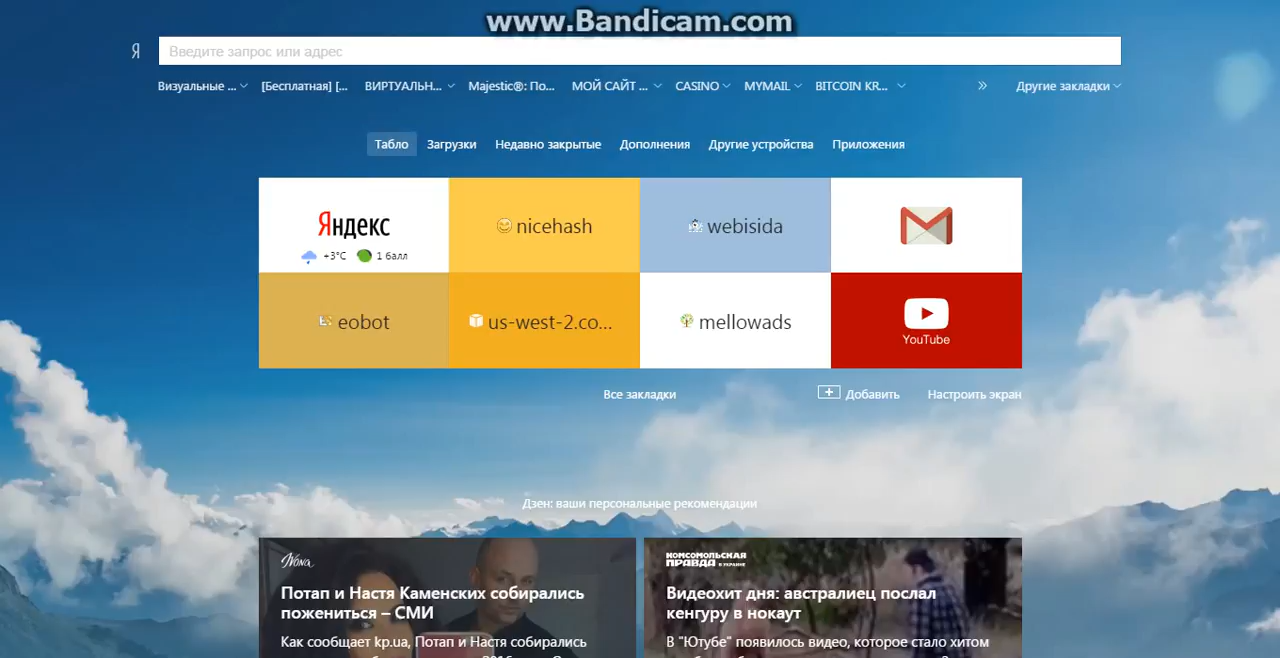 www.Bandicam.com
Я
Введите запрос или адрес
Визуальные ... [Бесплатная] [... ВИРТУАЛЬН... Majestic®: По... МОЙ САЙТ ... CASINO MYMAIL BITCOIN KR... » Другие закладки
Табло Загрузки Недавно закрытые Дополнения Другие устройства Приложения
Яндекс
+3°C 1 балл
nicehash
webisida
eobot
us-west-2.co...
mellowads
YouTube
Все закладки Добавить Настроить экран
Дзен: ваши персональные рекомендации
Потап и Настя Каменских собирались
пожениться – СМИ
Как сообщает kp.ua, Потап и Настя собирались
КОМСОМОЛЬСКАЯ
ПРАВДА В УКРАИНЕ
Видеохит дня: австралиец послал
кенгуру в нокаут
В "Ютубе" появилось видео, которое стало хитом